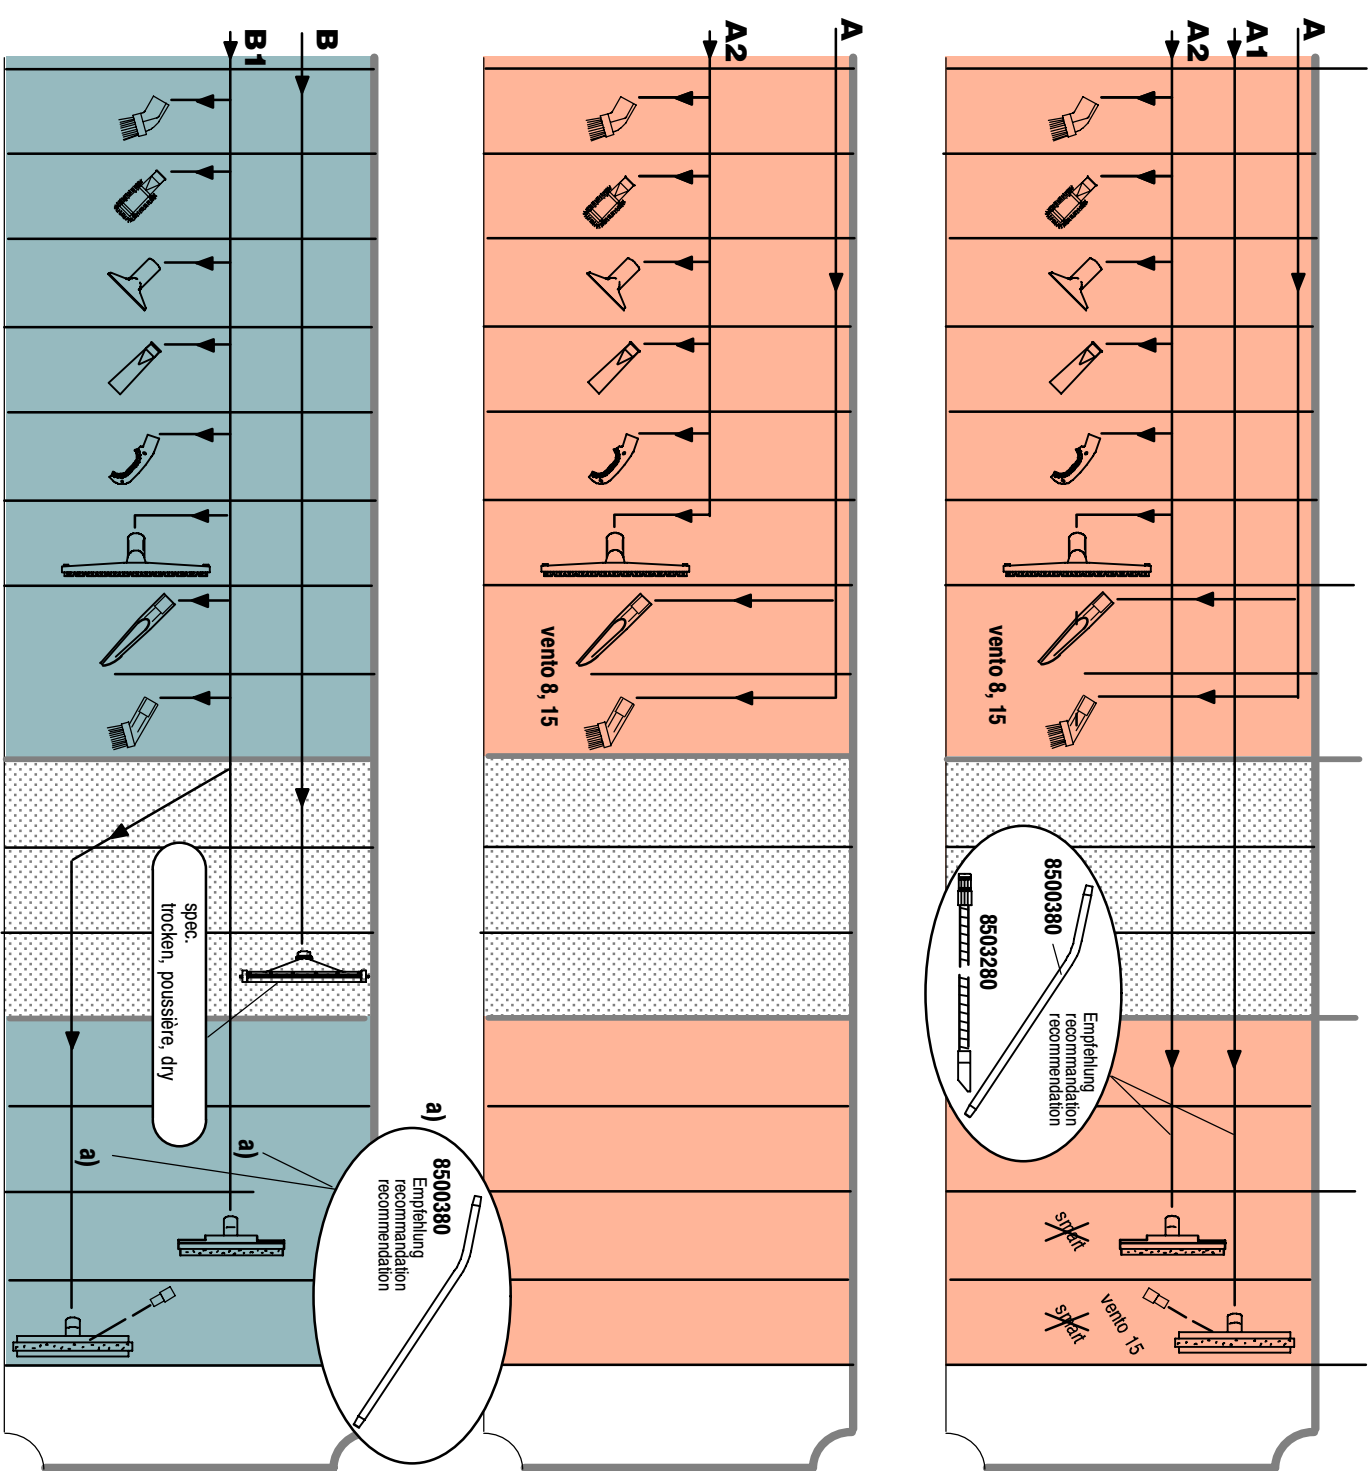 A
A1
A2
vento 8, 15
8500380
8503280
Empfehlung
recommandation
recommendation
smart
vento 15
smart
A
A2
vento 8, 15
B
B1
spec.
trocken, poussière, dry
a)
a)
a)
8500380
Empfehlung
recommandation
recommendation